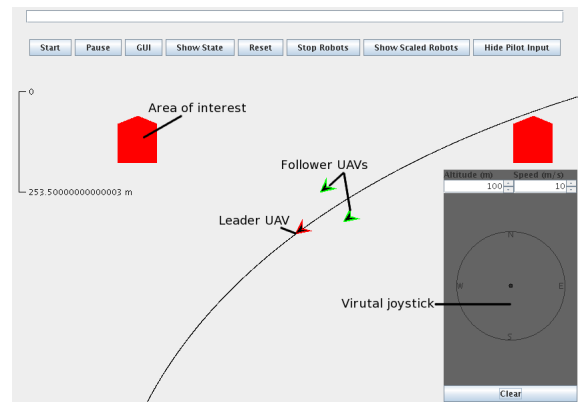 Start Pause GUI Show State Reset Stop Robots Show Scaled Robots Hide Pilot Input
0
Area of interest
253.50000000000003 m
Follower UAVs
Leader UAV
Altitude (m) Speed (m/s)
100 10
N
W E
S
Virutal joystick
Clear